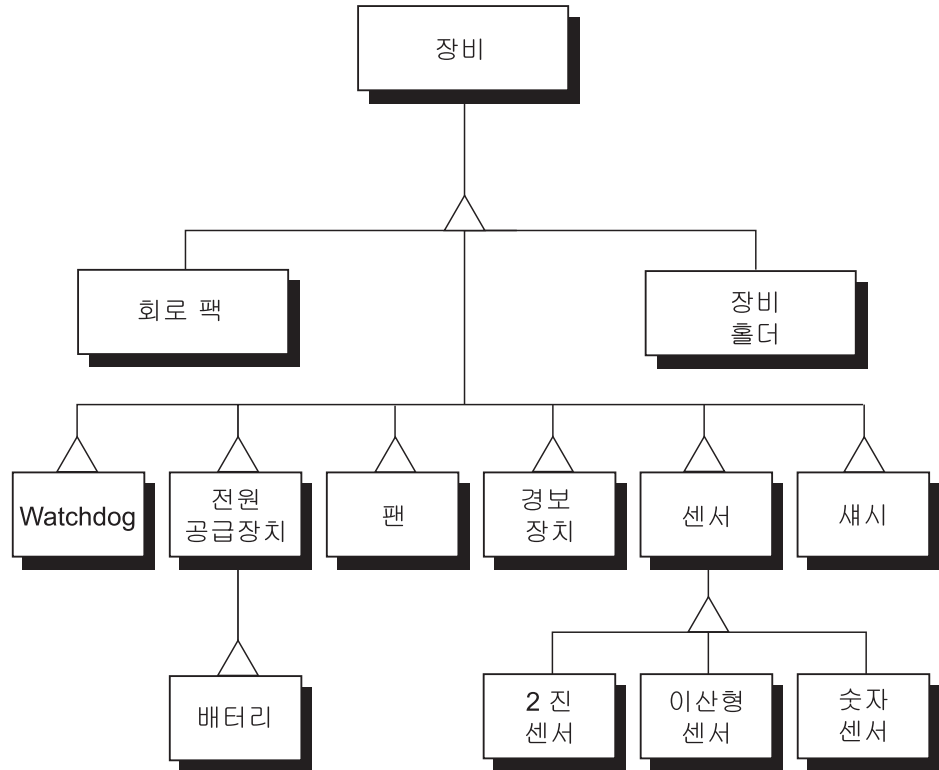 장비
회로 팩
장비
홀더
Watchdog
전원
공급장치
팬
경보
장치
센서
섀시
배터리
2 진
센서
이산형
센서
숫자
센서